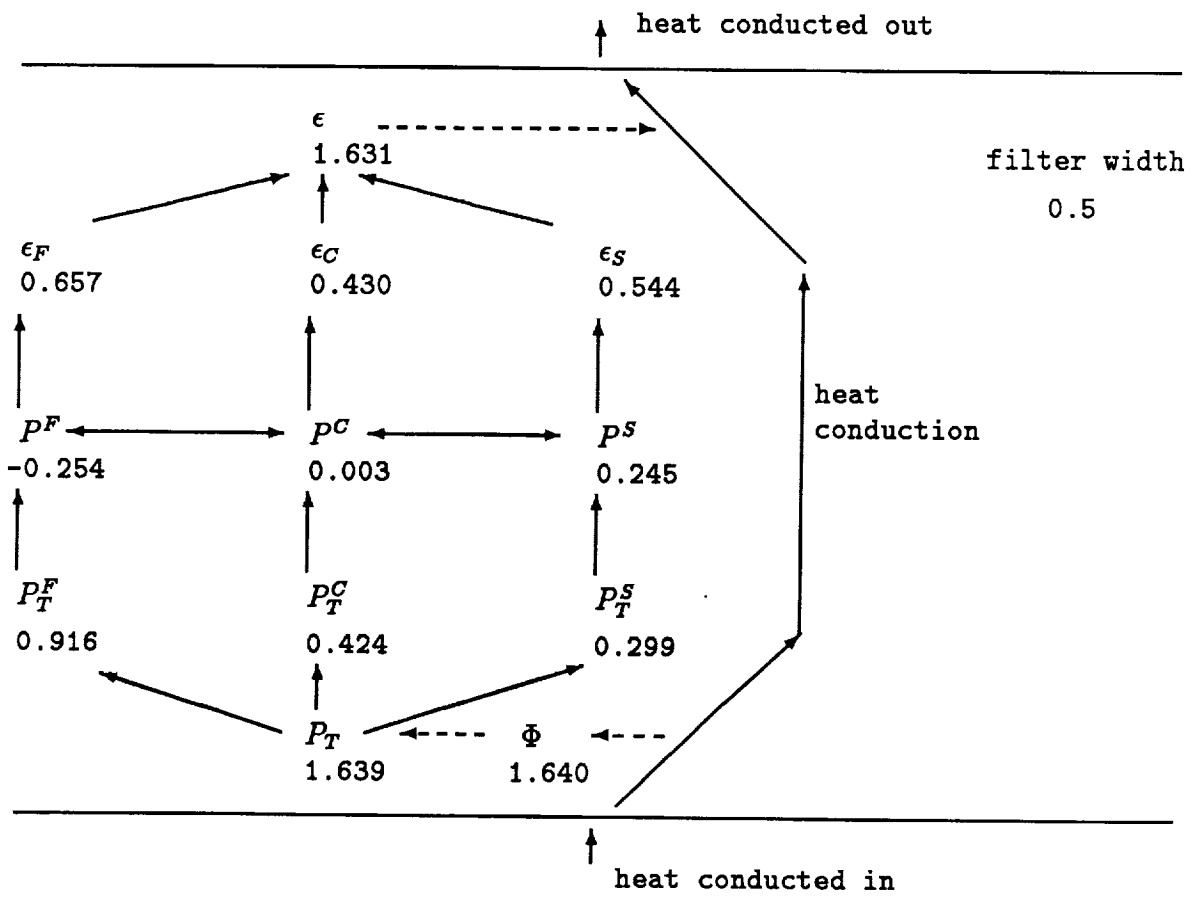 heat conducted out
ϵ
1.631
filter width
0.5
ϵ_F ϵ_C ϵ_S
0.657 0.430 0.544
heat
conduction
P^F P^C P^S
-0.254 0.003 0.245
P_T^F P_T^C P_T^S
0.916 0.424 0.299
P_T Φ
1.639 1.640
heat conducted in